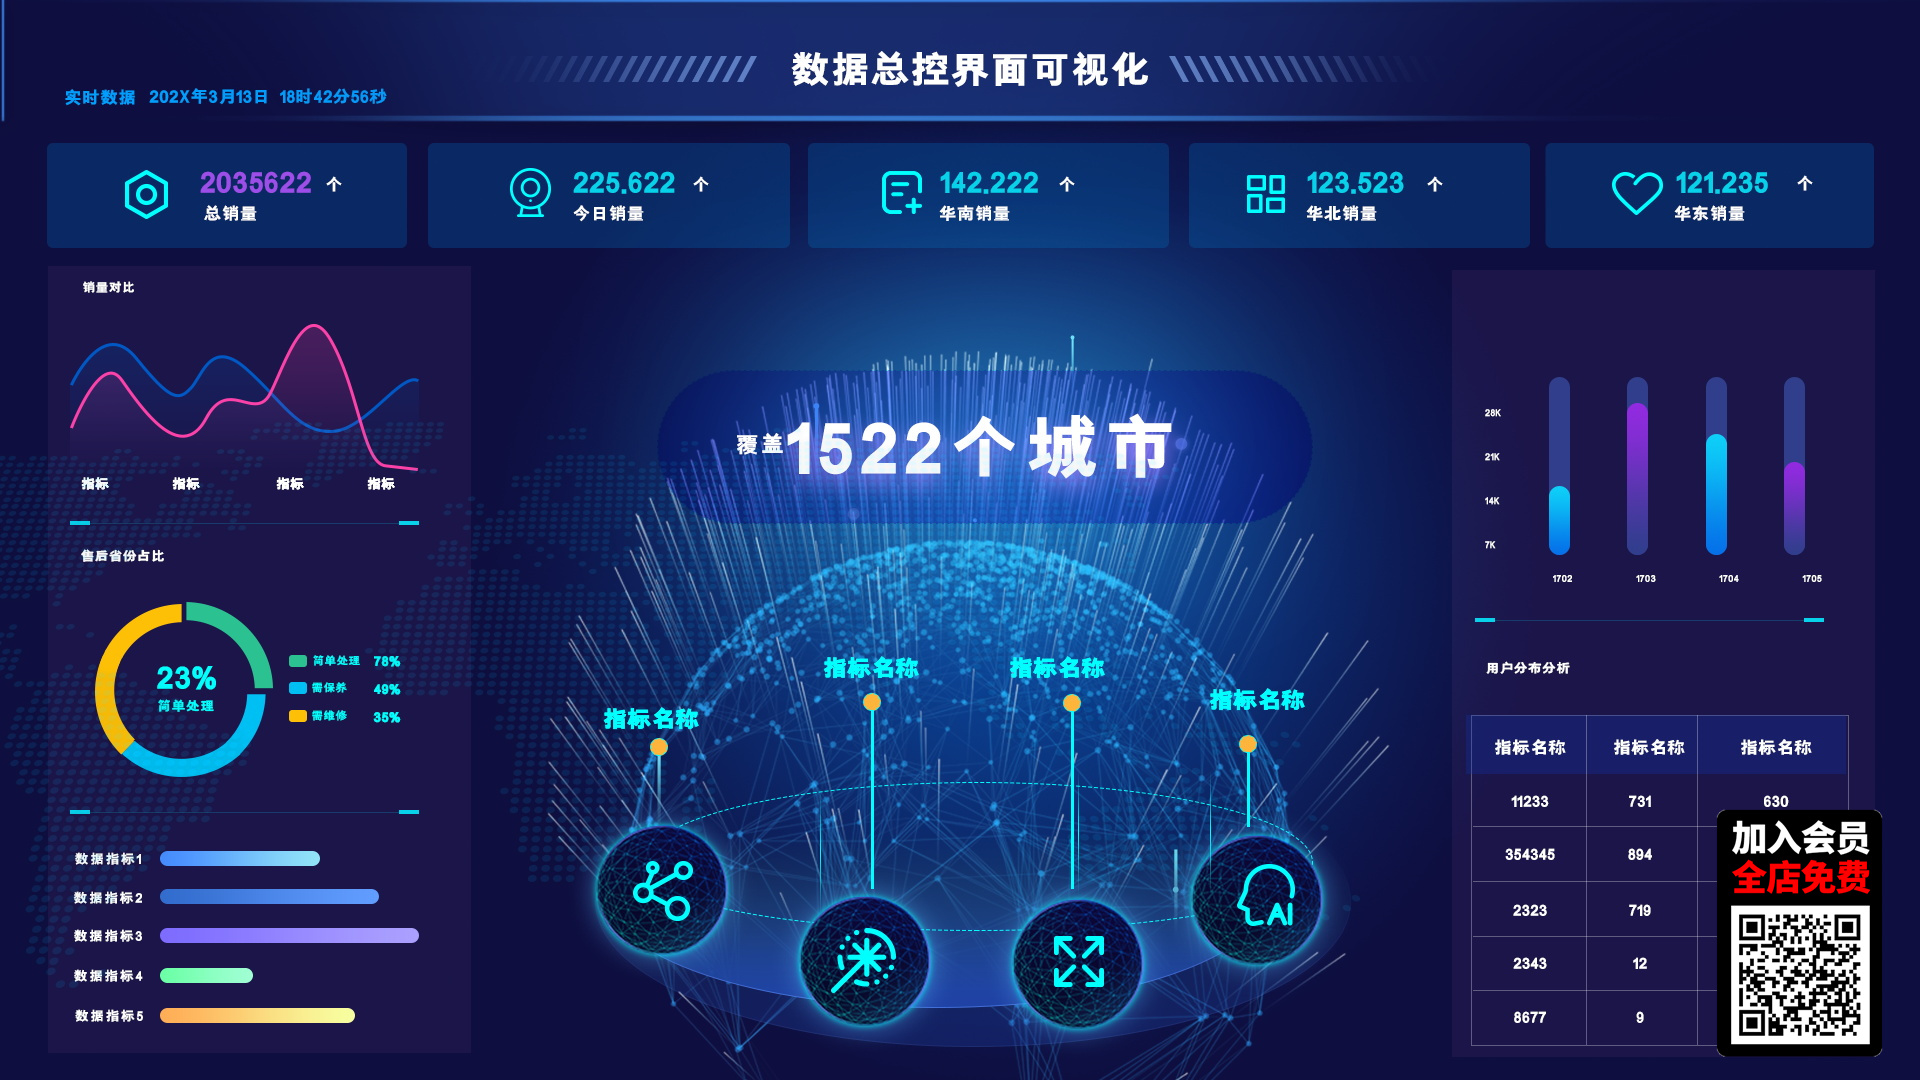 数据总控界面可视化
实时数据 202X年3月13日 18时42分56秒
2035622 个
总销量
225.622 个
今日销量
142.222 个
华南销量
123.523 个
华北销量
121.235 个
华东销量
销量对比
指标 指标 指标 指标
售后省份占比
23%
简单处理
简单处理 78%
需保养 49%
需维修 35%
数据指标1
数据指标2
数据指标3
数据指标4
数据指标5
覆盖1522个城市
指标名称
指标名称
指标名称
指标名称
AI
28K
21K
14K
7K
1702 1703 1704 1705
用户分布分析
指标名称 指标名称 指标名称
11233 731 630
354345 894
2323 719
2343 12
8677 9
加入会员
全店免费